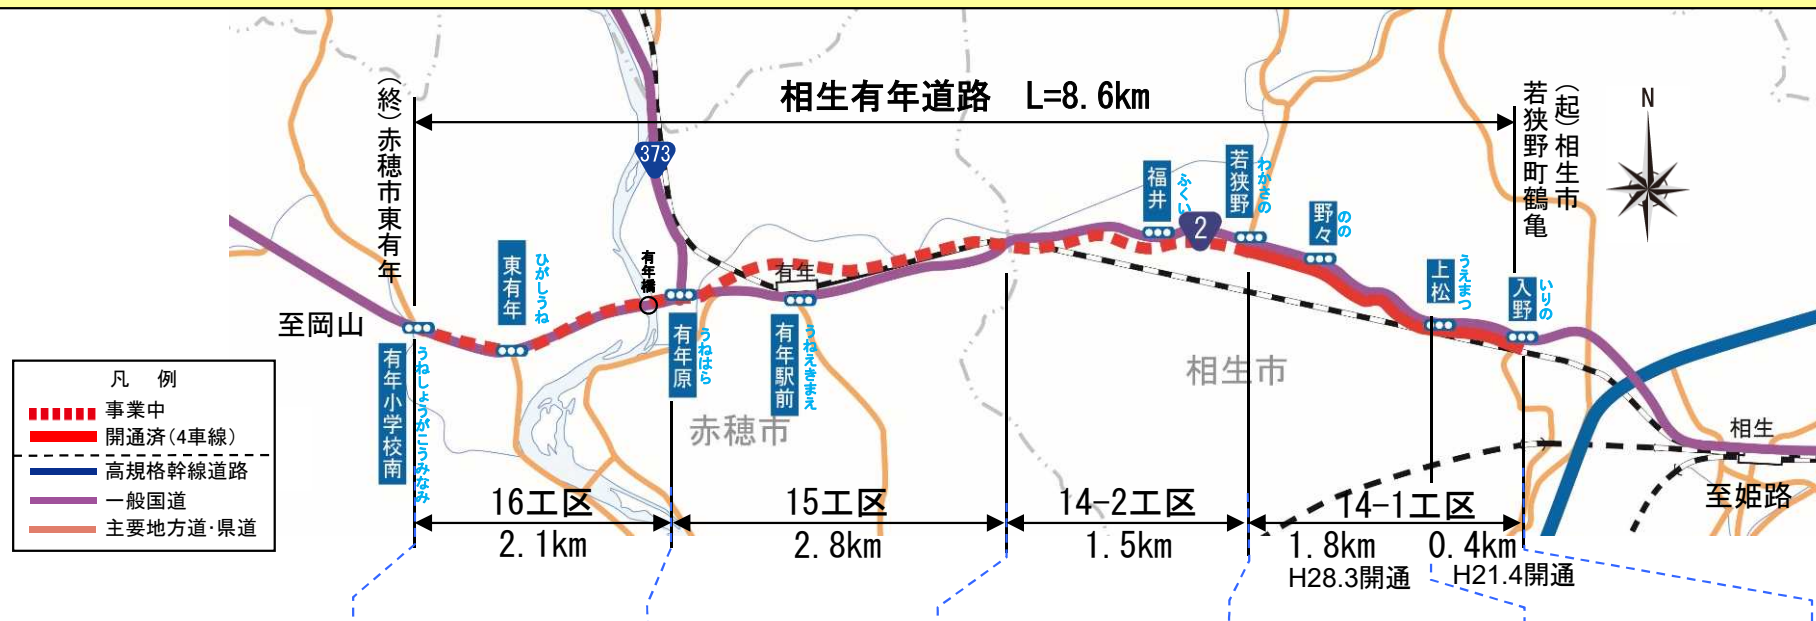 相生有年道路　L=8.6km
(終)赤穂市東有年
(起)相生市
若狭野町鶴亀
N
373
2
福井
ふくい
若狭野
わかさの
野々
のの
上松
うえまつ
入野
いりの
東有年
ひがしうね
有年橋
有年
有年原
うねはら
有年駅前
うねえきまえ
有年小学校南
うねしょうがこうみなみ
至岡山
赤穂市
相生市
相生
至姫路
凡　例
事業中
開通済(4車線)
高規格幹線道路
一般国道
主要地方道・県道
16工区
15工区
14-2工区
14-1工区
2.1km
2.8km
1.5km
1.8km
0.4km
H28.3開通
H21.4開通